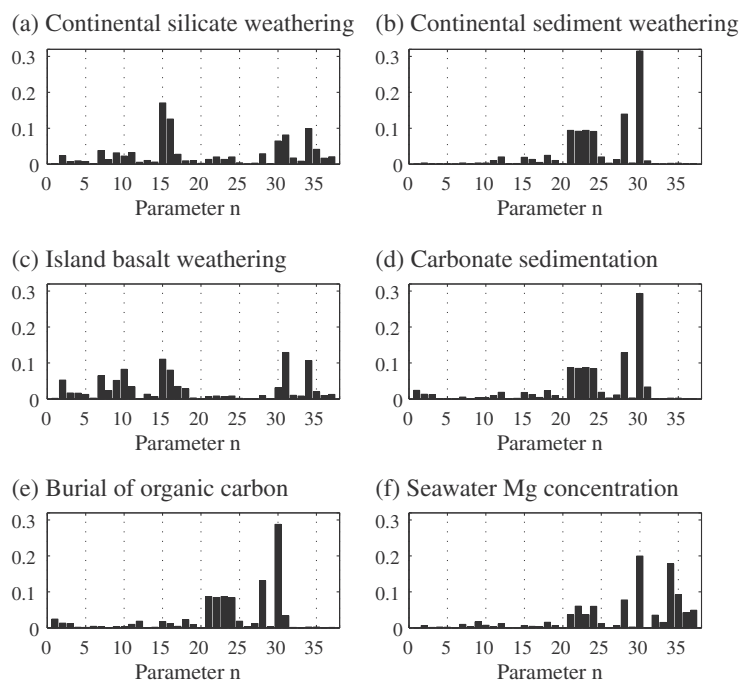 (a) Continental silicate weathering (b) Continental sediment weathering
0.3 0.3
0.2 0.2
0.1 0.1
0 0
0 5 10 15 20 25 30 35 0 5 10 15 20 25 30 35
Parameter n Parameter n
(c) Island basalt weathering (d) Carbonate sedimentation
0.3 0.3
0.2 0.2
0.1 0.1
0 0
0 5 10 15 20 25 30 35 0 5 10 15 20 25 30 35
Parameter n Parameter n
(e) Burial of organic carbon (f) Seawater Mg concentration
0.3 0.3
0.2 0.2
0.1 0.1
0 0
0 5 10 15 20 25 30 35 0 5 10 15 20 25 30 35
Parameter n Parameter n